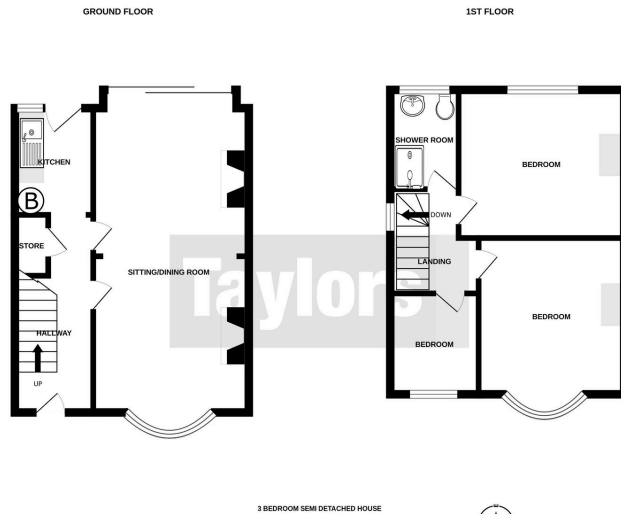 GROUND FLOOR
1ST FLOOR
SHOWER ROOM
KITCHEN
BEDROOM
B
DOWN
STORE
LANDING
SITTING/DINING ROOM
Taylors
BEDROOM
HALLWAY
BEDROOM
UP
3 BEDROOM SEMI DETACHED HOUSE